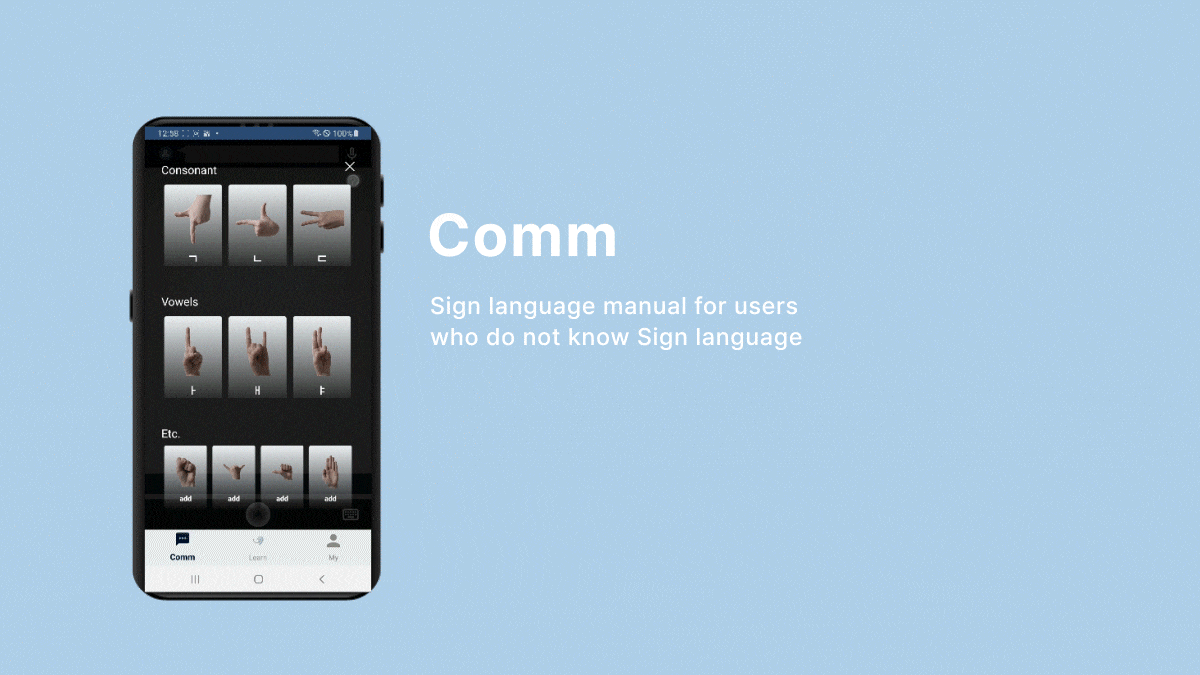 12:58
100%
Consonant
ㄱ
ㄴ
ㄷ
Vowels
ㅏ
ㅐ
ㅑ
Etc.
add
add
add
add
Comm
Learn
My
Comm
Sign language manual for users
who do not know Sign language